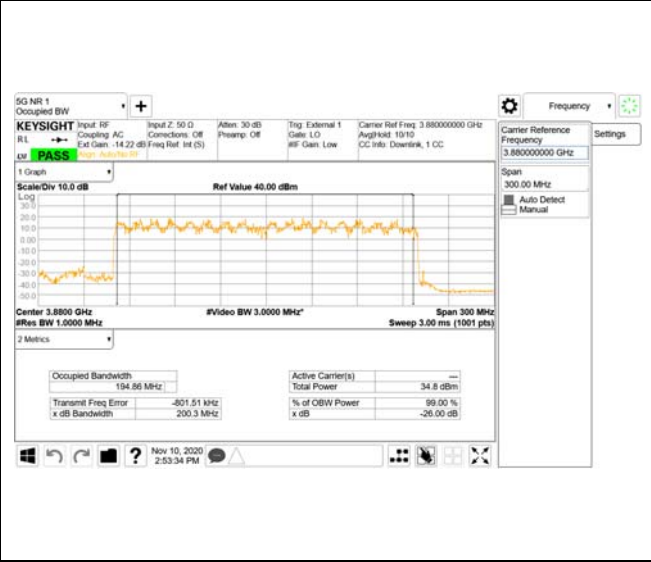 5G NR 1
Occupied BW
+
Frequency
Settings
KEYSIGHT
RL
PASS
Input: RF
Coupling: AC
Ext Gain: -14.22 dB
Align: Auto/No RF
Input Z: 50 Ω
Corrections: Off
Freq Ref: Int (S)
Atten: 30 dB
Preamp: Off
Trig: External 1
Gate: LO
#IF Gain: Low
Carrier Ref Freq: 3.880000000 GHz
Avg|Hold: 10/10
CC Info: Downlink, 1 CC
Carrier Reference
Frequency
3.880000000 GHz
Span
300.00 MHz
Auto Detect
Manual
1 Graph
Scale/Div 10.0 dB
Ref Value 40.00 dBm
Log
30.0
20.0
10.0
0.00
-10.0
-20.0
-30.0
-40.0
-50.0
Center 3.8800 GHz
#Video BW 3.0000 MHz*
Span 300 MHz
#Res BW 1.0000 MHz
Sweep 3.00 ms (1001 pts)
2 Metrics
Occupied Bandwidth
194.86 MHz
Transmit Freq Error -801.51 kHz
x dB Bandwidth 200.3 MHz
Active Carrier(s) —
Total Power 34.8 dBm
% of OBW Power 99.00 %
x dB -26.00 dB
?
Nov 10, 2020
2:53:34 PM